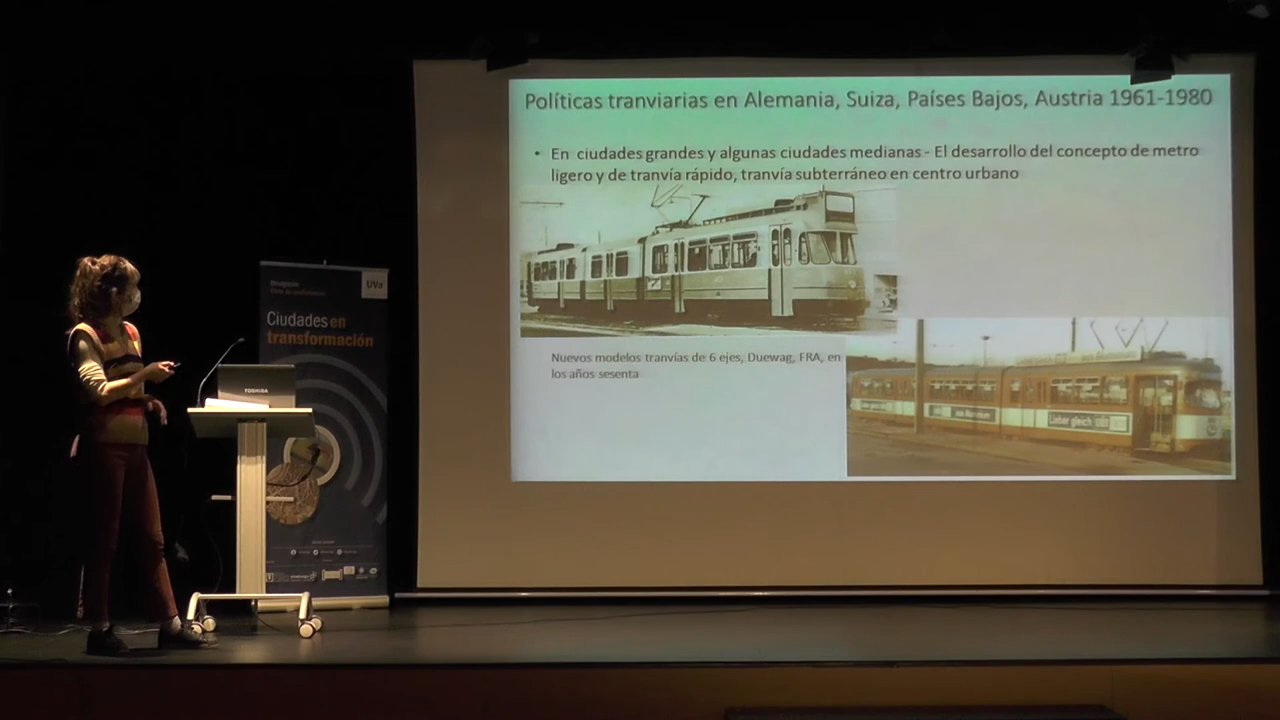 Políticas tranviarias en Alemania, Suiza, Países Bajos, Austria 1961-1980
• En ciudades grandes y algunas ciudades medianas - El desarrollo del concepto de metro
ligero y de tranvía rápido, tranvía subterráneo en centro urbano
Nuevos modelos tranvías de 6 ejes, Duewag, FRA, en
los años sesenta
Lieber gleich
UVa
Ciudades en
transformación
TOSHIBA